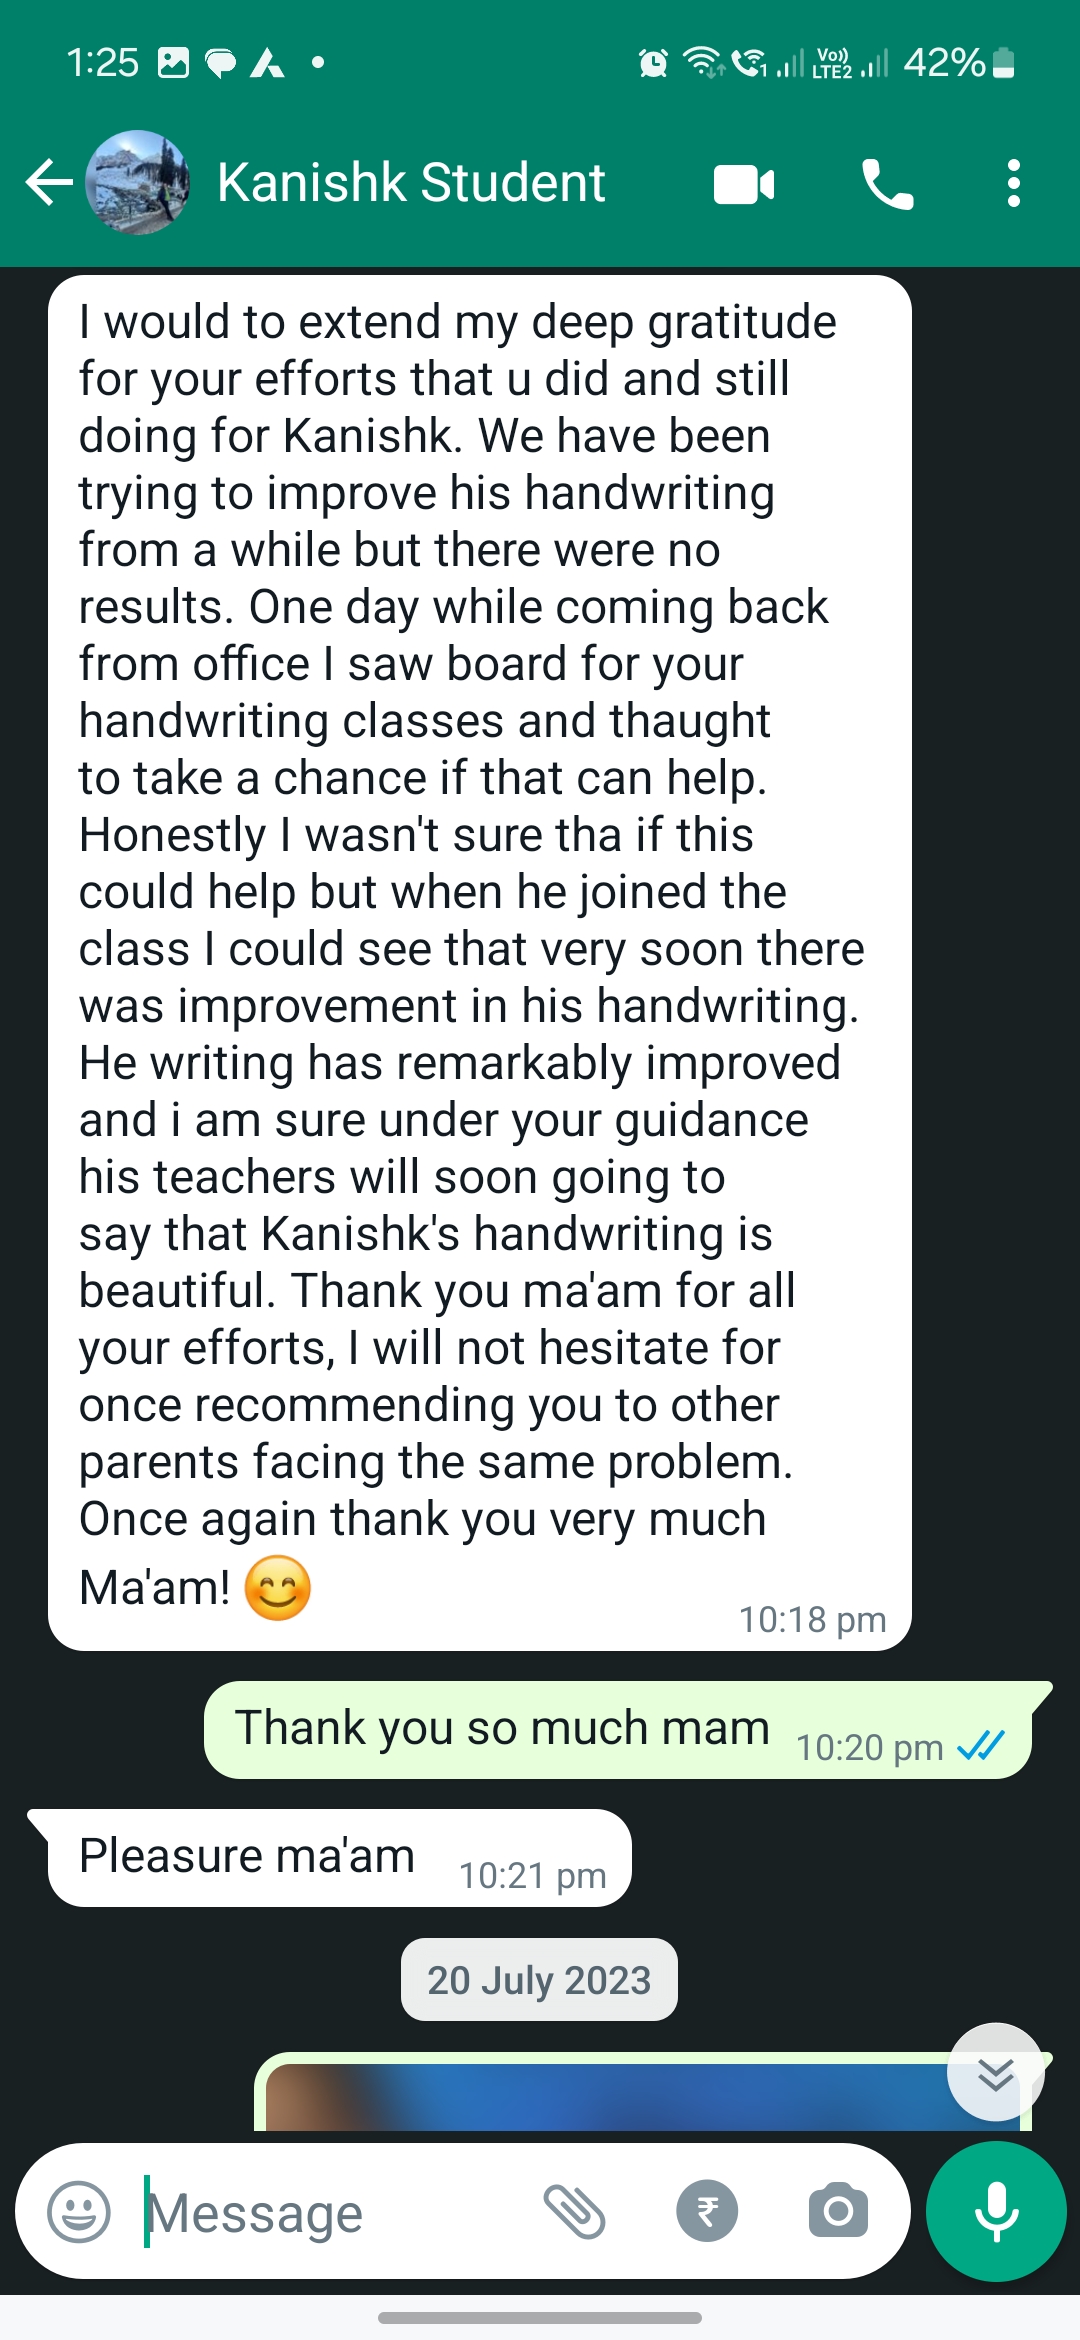 1:25
Vo))
LTE2
42%
Kanishk Student
I would to extend my deep gratitude
for your efforts that u did and still
doing for Kanishk. We have been
trying to improve his handwriting
from a while but there were no
results. One day while coming back
from office I saw board for your
handwriting classes and thaught
to take a chance if that can help.
Honestly I wasn't sure tha if this
could help but when he joined the
class I could see that very soon there
was improvement in his handwriting.
He writing has remarkably improved
and i am sure under your guidance
his teachers will soon going to
say that Kanishk's handwriting is
beautiful. Thank you ma'am for all
your efforts, I will not hesitate for
once recommending you to other
parents facing the same problem.
Once again thank you very much
Ma'am! 😊
10:18 pm
Thank you so much mam 10:20 pm
Pleasure ma'am 10:21 pm
20 July 2023
Message
₹